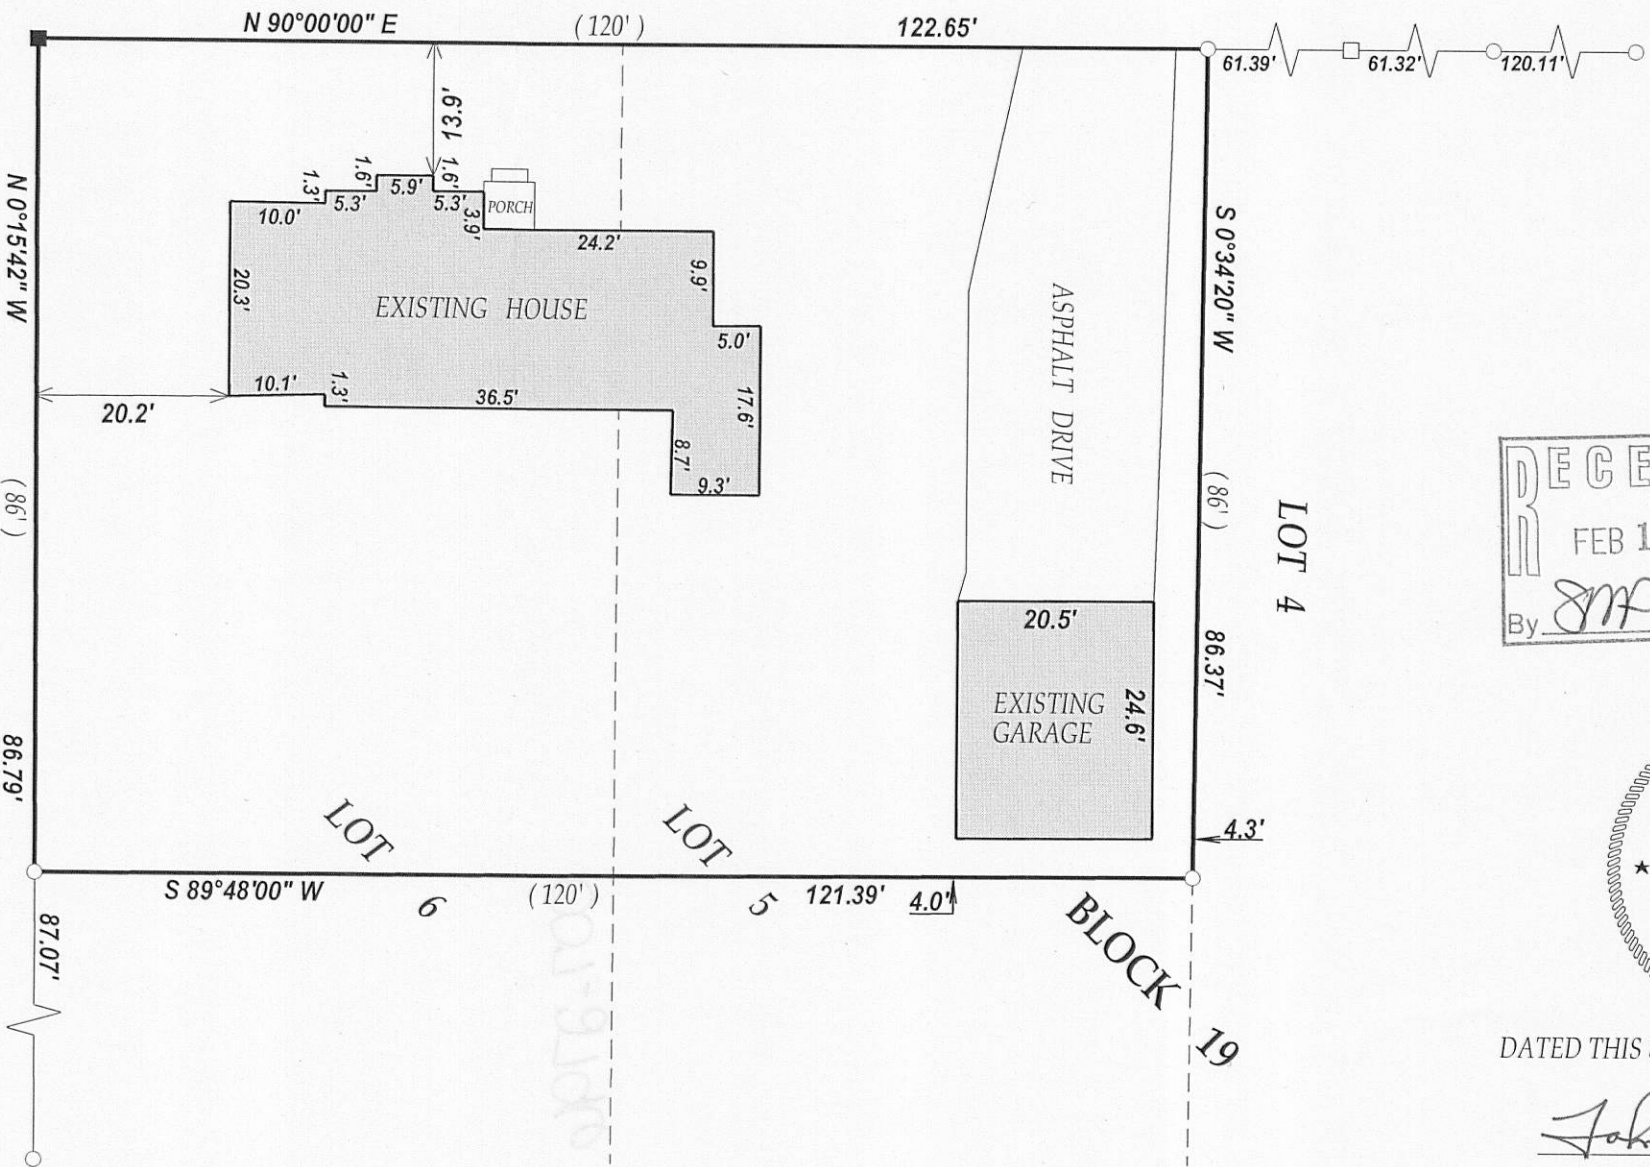 N 90°00'00" E
(120')
122.65'
61.39'
61.32'
120.11'
13.9'
1.3'
1.6'
5.9'
1.6'
10.0'
5.3'
5.3'
3.9'
PORCH
24.2'
9.9'
5.0'
20.3'
EXISTING HOUSE
17.6'
10.1'
1.3'
36.5'
8.7'
9.3'
20.2'
N 0°15'42" W
(86')
86.79'
ASPHALT DRIVE
S 0°34'20" W
(86')
86.37'
LOT 4
20.5'
EXISTING
GARAGE
24.6'
4.3'
LOT
6
LOT
5
S 89°48'00" W
(120')
121.39'
4.0'
BLOCK 19
87.07'
FEB 1
By
DATED THIS